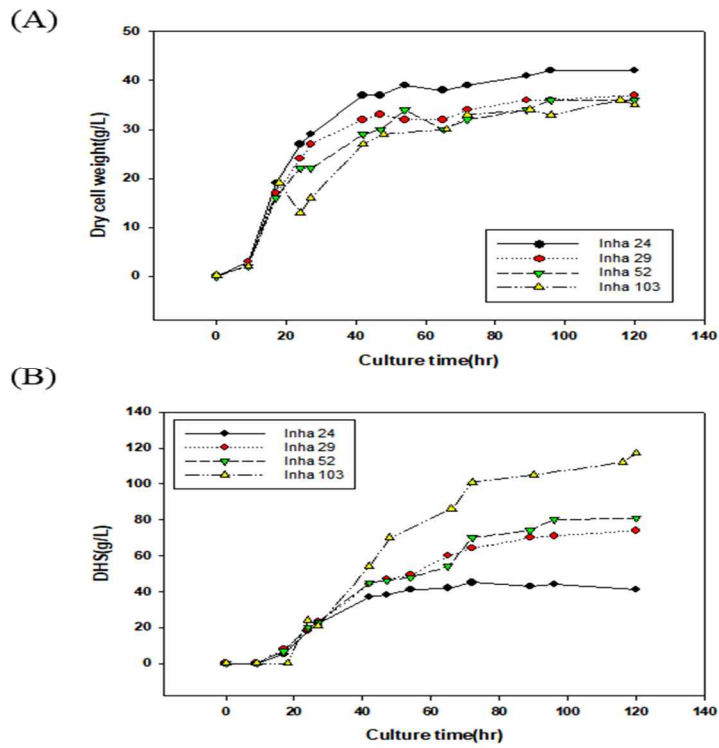 (A)
50
40
30
20
10
0
Dry cell weight(g/L)
Inha 24
Inha 29
Inha 52
Inha 103
0 20 40 60 80 100 120 140
Culture time(hr)
(B)
140
120
100
80
60
40
20
0
DHS(g/L)
Inha 24
Inha 29
Inha 52
Inha 103
0 20 40 60 80 100 120 140
Culture time(hr)